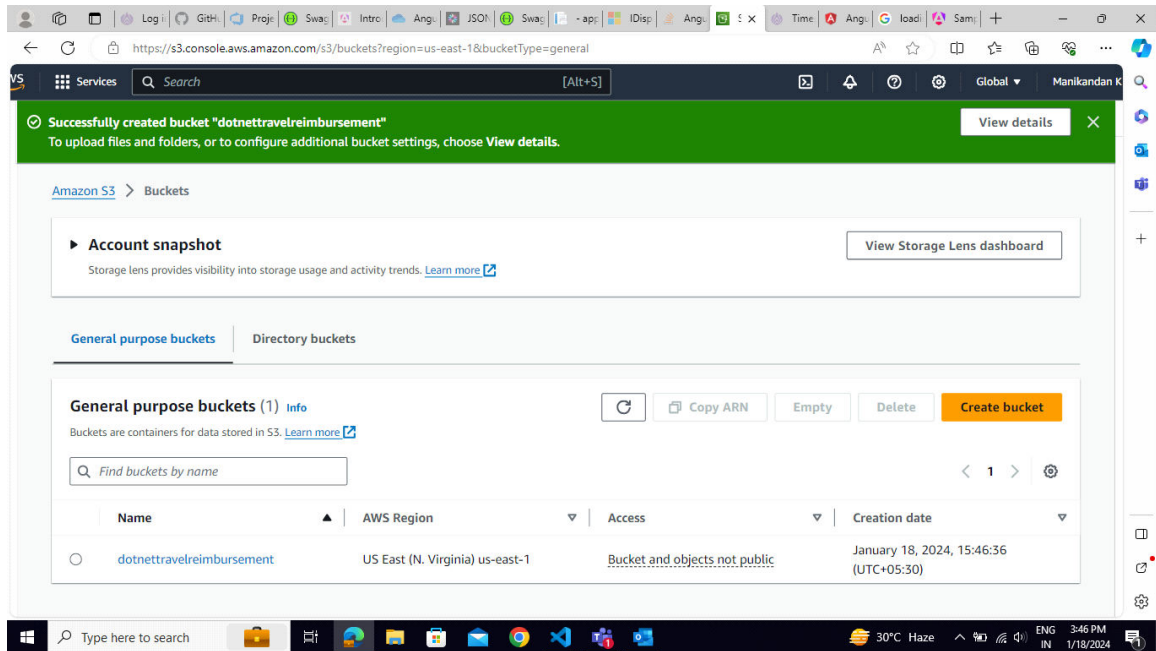 Log i
GitHu
Proje
Swag
Intro
Angu
JSON
Swag
- app
IDisp
Angu
S
Time
Angu
loadi
Samp
https://s3.console.aws.amazon.com/s3/buckets?region=us-east-1&bucketType=general
Services
Search
[Alt+S]
Global
Manikandan K
Successfully created bucket "dotnettravelreimbursement"
To upload files and folders, or to configure additional bucket settings, choose View details.
View details
Amazon S3 > Buckets
Account snapshot
View Storage Lens dashboard
Storage lens provides visibility into storage usage and activity trends. Learn more
General purpose buckets
Directory buckets
General purpose buckets (1) Info
Copy ARN
Empty
Delete
Create bucket
Buckets are containers for data stored in S3. Learn more
Find buckets by name
1
Name
AWS Region
Access
Creation date
dotnettravelreimbursement
US East (N. Virginia) us-east-1
Bucket and objects not public
January 18, 2024, 15:46:36
(UTC+05:30)
Type here to search
30°C Haze
ENG
IN
3:46 PM
1/18/2024